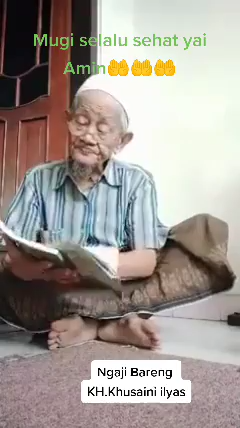 Mugi selalu sehat yai
Amin🤲🤲🤲
Ngaji Bareng
KH.Khusaini ilyas